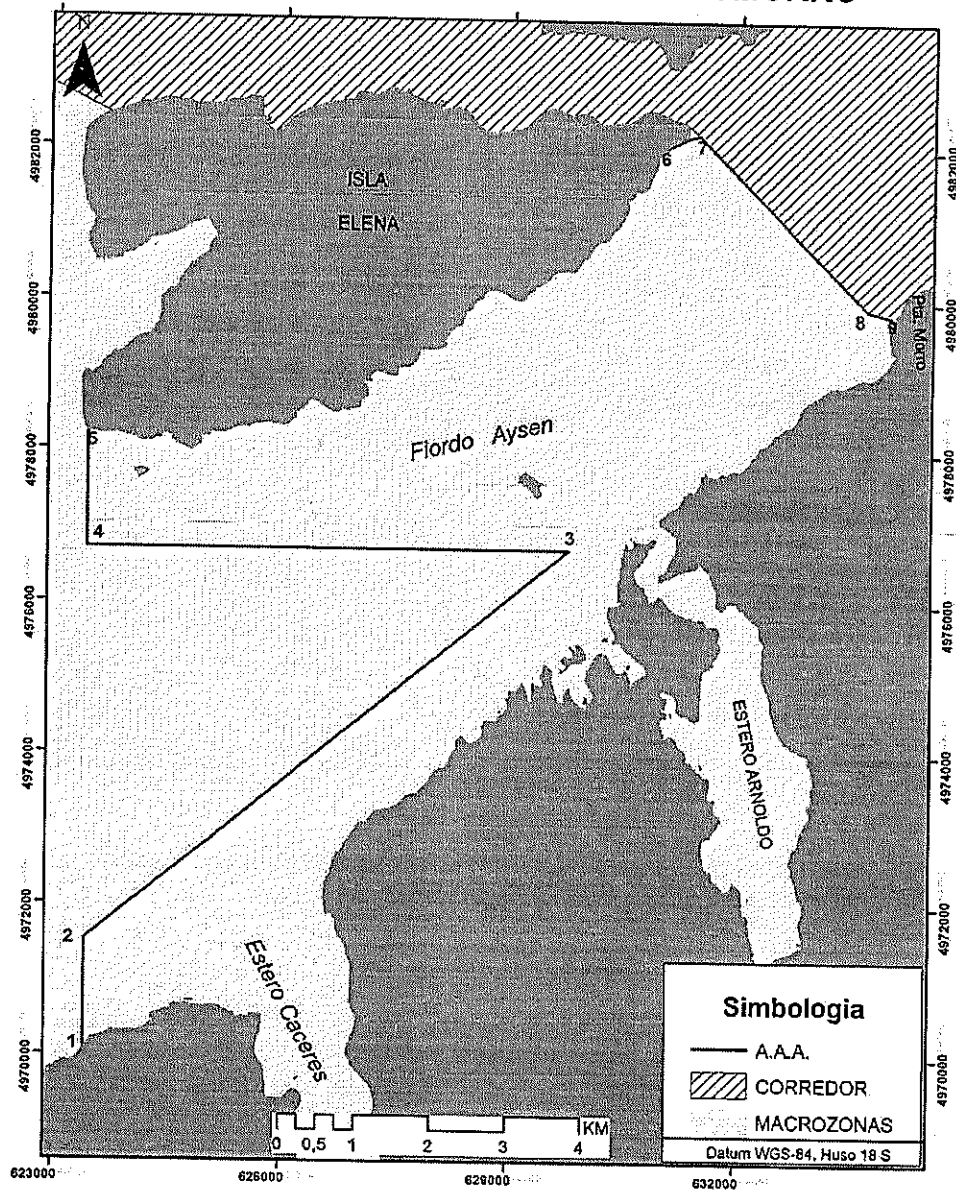 N
ISLA
ELENA
6
7
8
9
Pta. Morro
5
4
3
Fiordo Aysen
2
1
Estero Caceres
ESTERO ARNOLDO
4982000
4980000
4978000
4976000
4974000
4972000
4970000
4982000
4980000
4978000
4976000
4974000
4972000
4970000
623000
626000
629000
632000
0 0,5 1 2 3 4
KM
Simbologia
A.A.A.
CORREDOR
MACROZONAS
Datum WGS-84, Huso 18 S